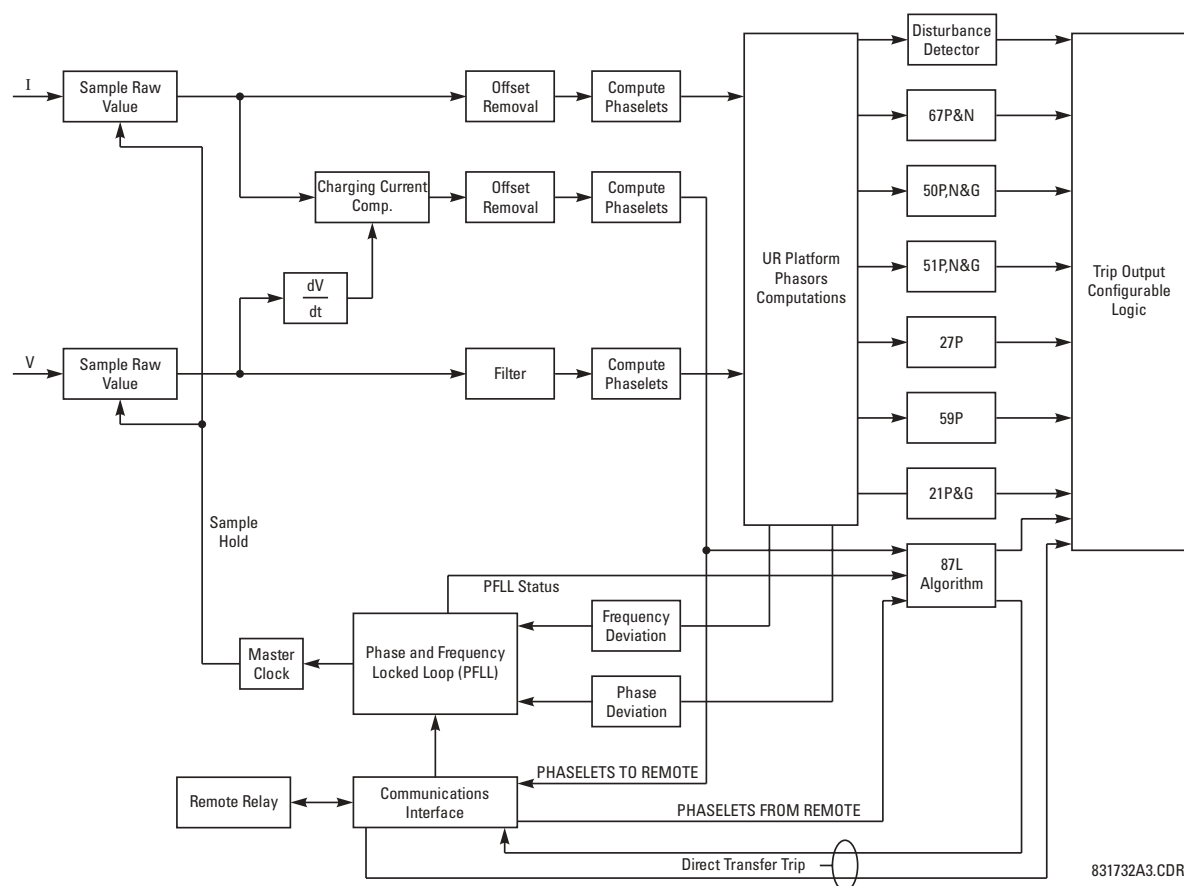 Disturbance
Detector
I
Sample Raw
Value
Offset
Removal
Compute
Phaselets
67P&N
Charging Current
Comp.
Offset
Removal
Compute
Phaselets
50P,N&G
UR Platform
Phasors
Computations
51P,N&G
Trip Output
Configurable
Logic
dV
dt
27P
V
Sample Raw
Value
Filter
Compute
Phaselets
59P
21P&G
Sample
Hold
87L
Algorithm
PFLL Status
Frequency
Deviation
Master
Clock
Phase and Frequency
Locked Loop (PFLL)
Phase
Deviation
PHASELETS TO REMOTE
Remote Relay
Communications
Interface
PHASELETS FROM REMOTE
Direct Transfer Trip
831732A3.CDR